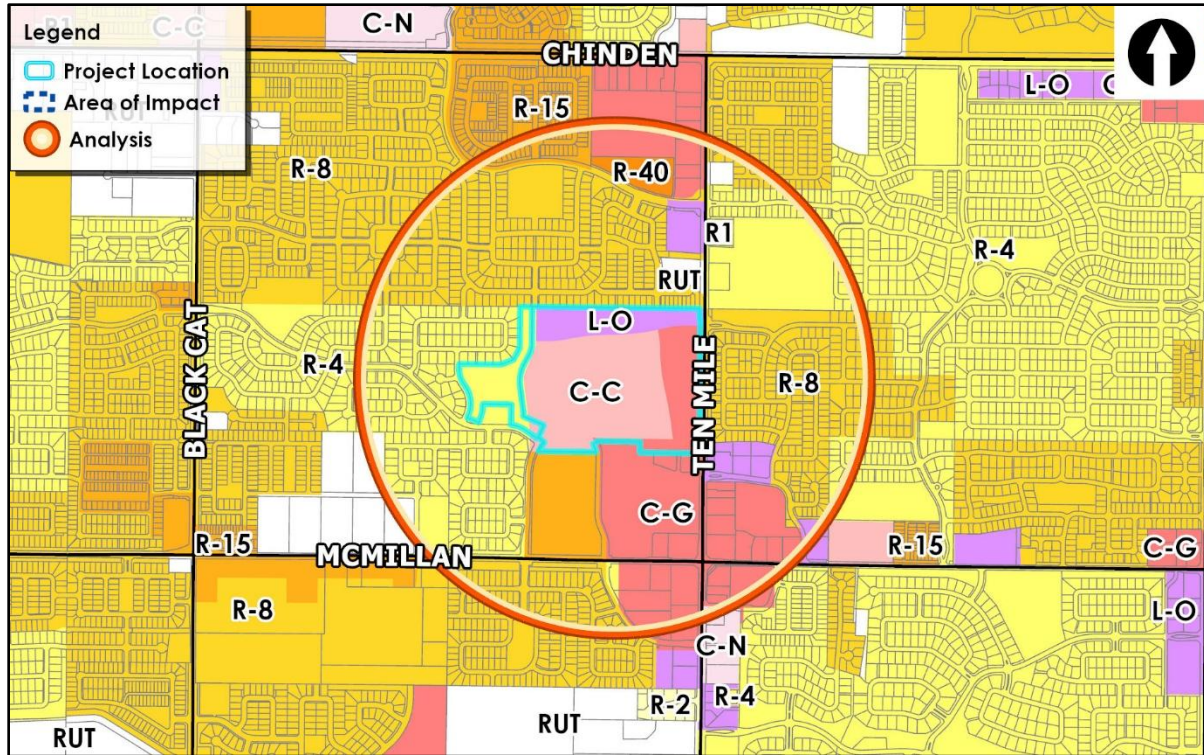 Legend
Project Location
Area of Impact
Analysis
C-C
C-N
CHINDEN
L-O
RUT
R-15
R-8
R-40
R1
R-4
RUT
BLACK CAT
L-O
TEN MILE
R-4
C-C
R-8
C-G
R-15
MCMILLAN
R-15
C-G
R-8
L-O
C-N
R-2
R-4
RUT
RUT